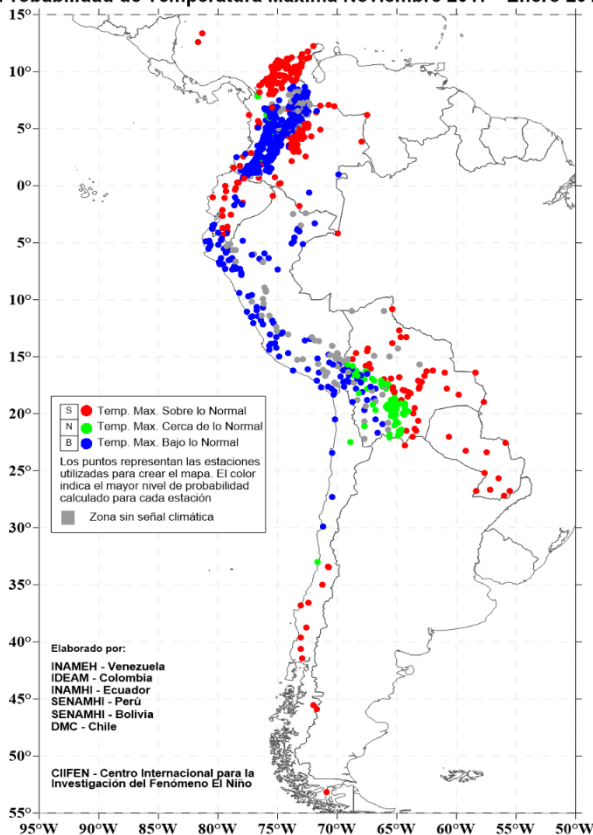 Probabilidad de Temperatura Máxima Noviembre 2017 - Enero 201
15°
10°
5°
0°
5°
10°
15°
20°
25°
30°
35°
40°
45°
50°
55°
S Temp. Max. Sobre lo Normal
N Temp. Max. Cerca de lo Normal
B Temp. Max. Bajo lo Normal
Los puntos representan las estaciones
utilizadas para crear el mapa. El color
indica el mayor nivel de probabilidad
calculado para cada estación
Zona sin señal climática
Elaborado por:
INAMEH - Venezuela
IDEAM - Colombia
INAMHI - Ecuador
SENAMHI - Perú
SENAMHI - Bolivia
DMC - Chile
CIIFEN - Centro Internacional para la
Investigación del Fenómeno El Niño
95°W 90°W 85°W 80°W 75°W 70°W 65°W 60°W 55°W 50°W